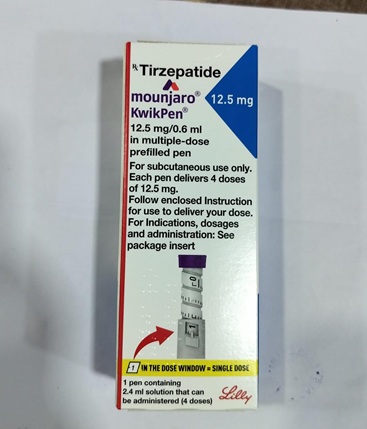 ℞ Tirzepatide
mounjaro® 12.5 mg
KwikPen®
12.5 mg/0.6 ml
in multiple-dose
prefilled pen
For subcutaneous use only.
Each pen delivers 4 doses
of 12.5 mg.
Follow enclosed Instruction
for use to deliver your dose.
For Indications, dosages
and administration: See
package insert
1 IN THE DOSE WINDOW = SINGLE DOSE
1 pen containing
2.4 ml solution that can
be administered (4 doses)
Lilly